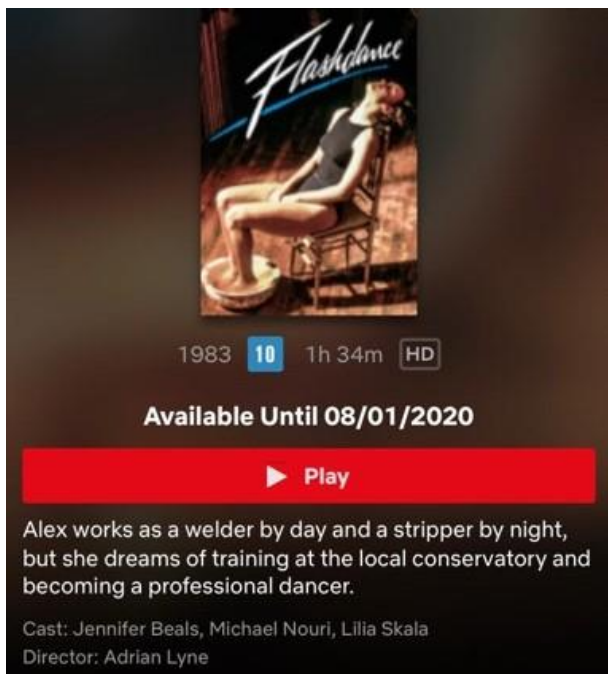 Flashdance
1983 10 1h 34m HD
Available Until 08/01/2020
Play
Alex works as a welder by day and a stripper by night,
but she dreams of training at the local conservatory and
becoming a professional dancer.
Cast: Jennifer Beals, Michael Nouri, Lilia Skala
Director: Adrian Lyne